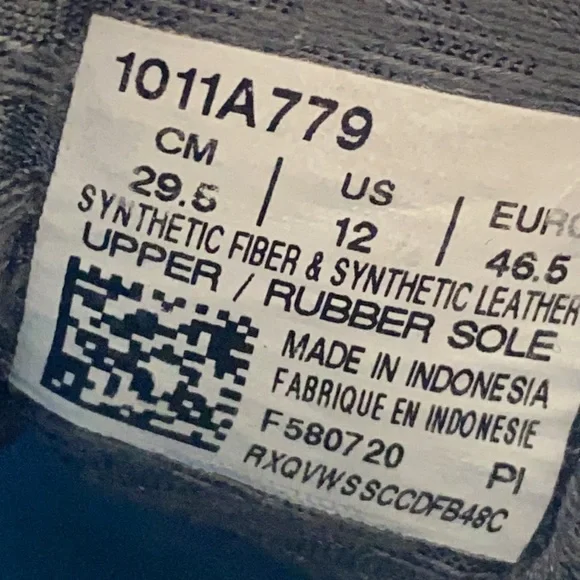 1011A779
CM | US | EURO
29.5 | 12 | 46.5
SYNTHETIC FIBER & SYNTHETIC LEATHER
UPPER / RUBBER SOLE
MADE IN INDONESIA
FABRIQUE EN INDONESIE
F580720 PI
RXQVWSSCCDFB48C